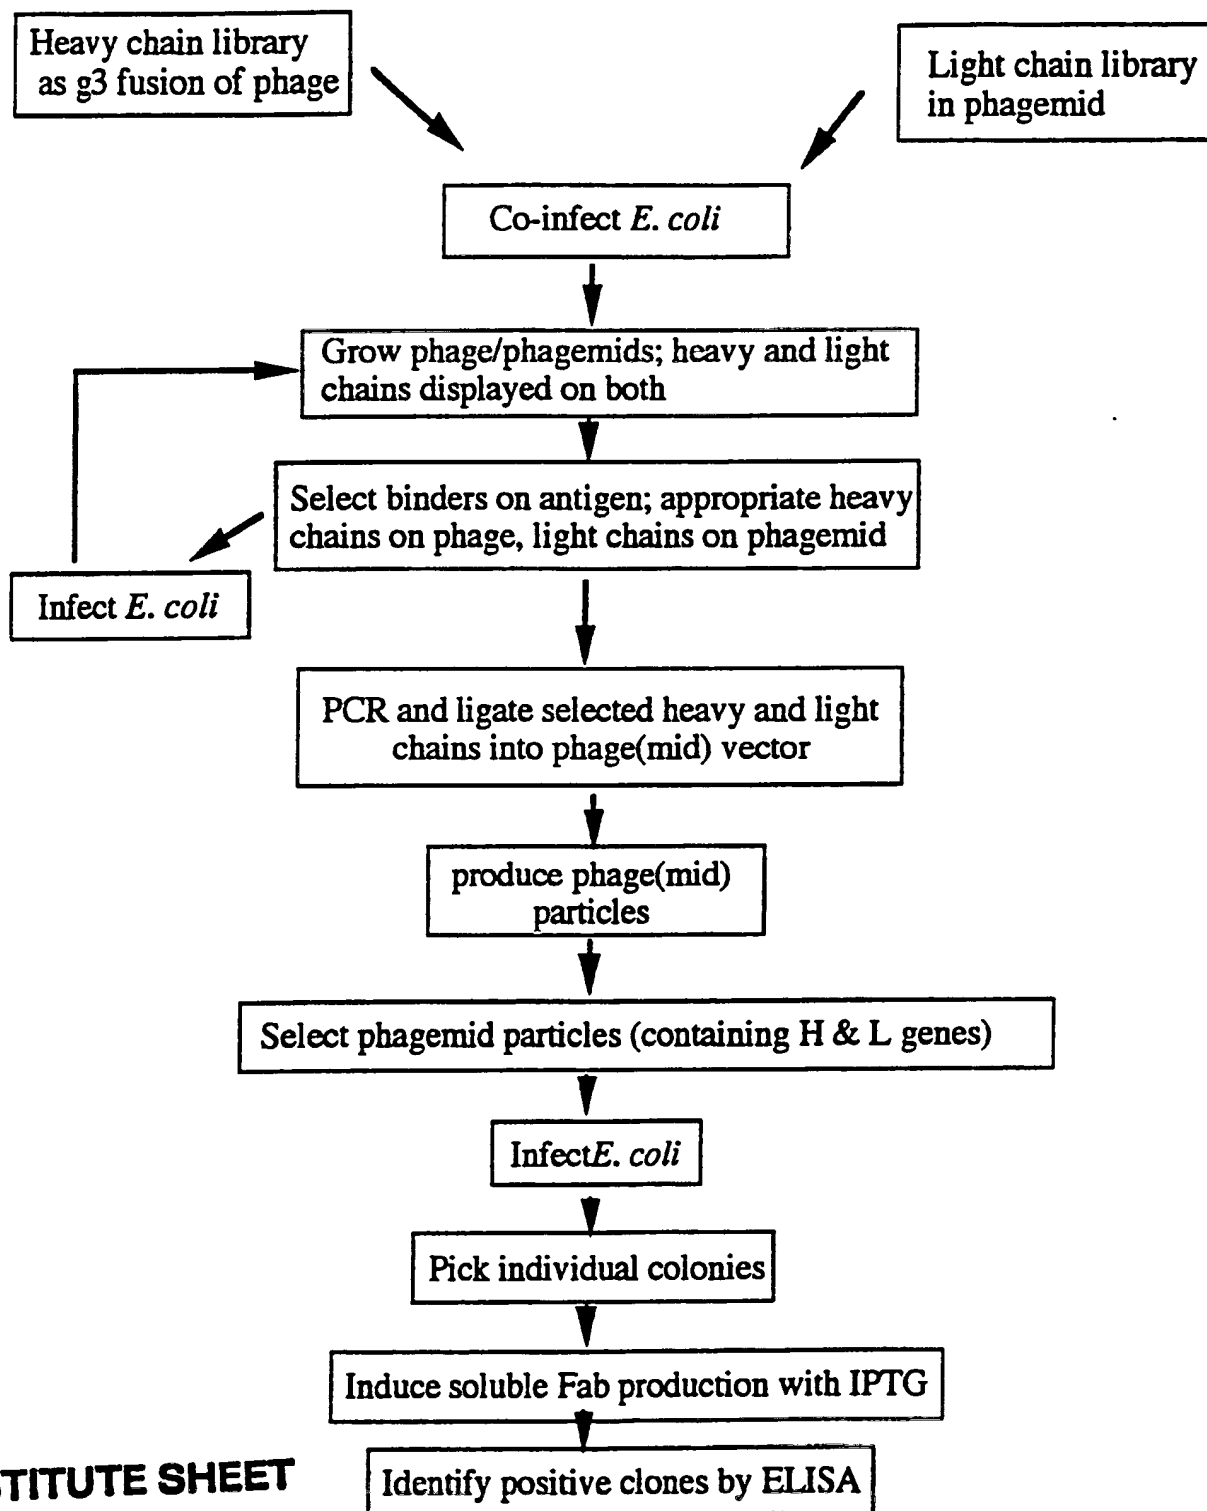 Heavy chain library
as g3 fusion of phage
Light chain library
in phagemid
Co-infect E. coli
Grow phage/phagemids; heavy and light
chains displayed on both
Select binders on antigen; appropriate heavy
chains on phage, light chains on phagemid
Infect E. coli
PCR and ligate selected heavy and light
chains into phage(mid) vector
produce phage(mid)
particles
Select phagemid particles (containing H & L genes)
InfectE. coli
Pick individual colonies
Induce soluble Fab production with IPTG
Identify positive clones by ELISA
STITUTE SHEET